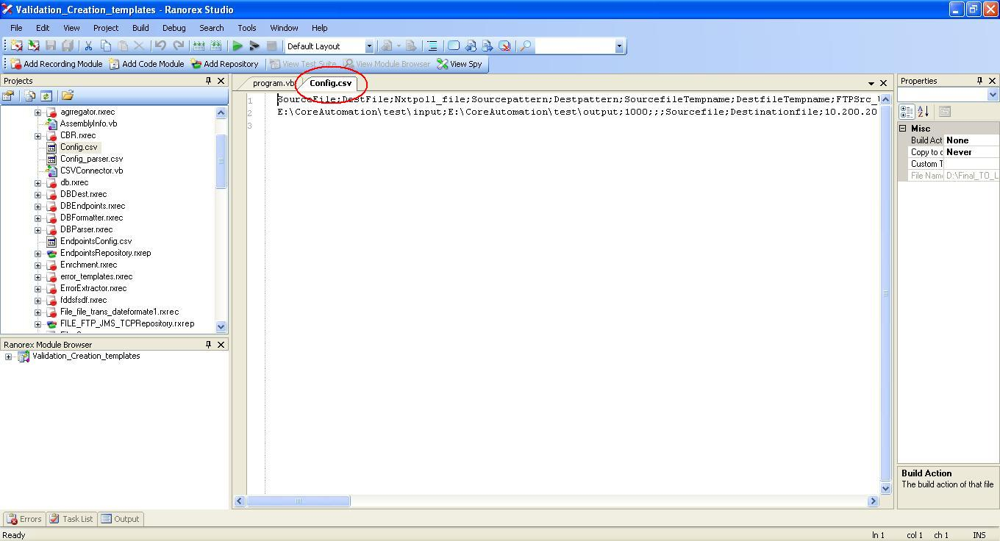 Validation_Creation_templates - Ranorex Studio
File Edit View Project Build Debug Search Tools Window Help
Default Layout
Add Recording Module Add Code Module Add Repository View Test Suite View Module Browser View Spy
Projects
program.vb Config.csv
Properties
agrregator.rxrec
AssemblyInfo.vb
CBR.rxrec
Config.csv
Config_parser.csv
CSVConnector.vb
db.rxrec
DBDest.rxrec
DBEndpoints.rxrec
DBFormatter.rxrec
DBParser.rxrec
EndpointsConfig.csv
EndpointsRepository.rxrep
Enrchment.rxrec
error_templates.rxrec
ErrorExtractor.rxrec
fddsfsdf.rxrec
File_file_trans_dateformate1.rxrec
FILE_FTP_JMS_TCPRepository.rxrep
1 SourceFile;DestFile;Nxtpoll_file;Sourcepattern;Destpattern;SourcefileTempname;DestfileTempname;FTPSrc_
2 E:\CoreAutomation\test\input;E:\CoreAutomation\test\output;1000;;;Sourcefile;Destinationfile;10.200.20
3
Misc
Build Act None
Copy to o Never
Custom T
File Nam D:\Final_TO_L
Ranorex Module Browser
Validation_Creation_templates
Build Action
The build action of that file
Errors Task List Output
Ready ln 1 col 1 ch 1 INS